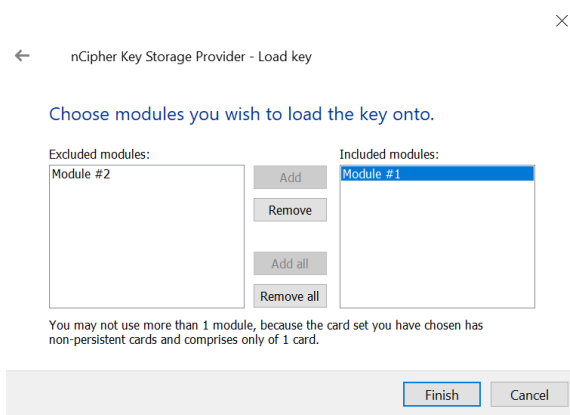 nCipher Key Storage Provider - Load key
Choose modules you wish to load the key onto.
Excluded modules:
Included modules:
Module #2
Add
Module #1
Remove
Add all
Remove all
You may not use more than 1 module, because the card set you have chosen has
non-persistent cards and comprises only of 1 card.
Finish
Cancel